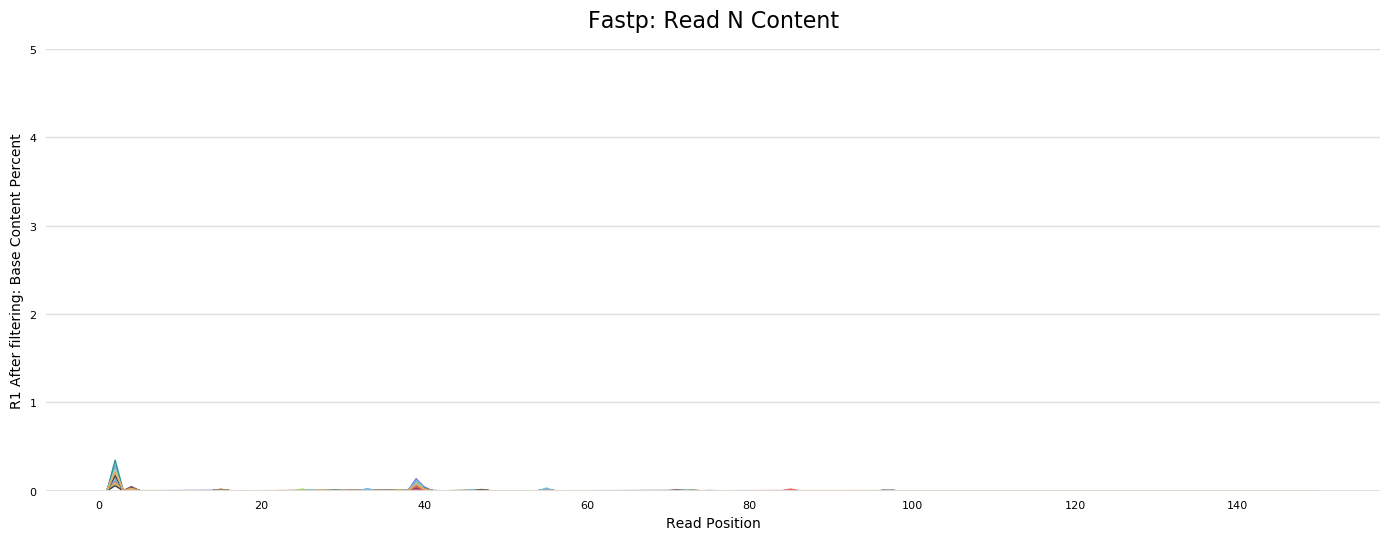 Fastp: Read N Content
R1 After filtering: Base Content Percent
5
4
3
2
1
0
0 20 40 60 80 100 120 140
Read Position